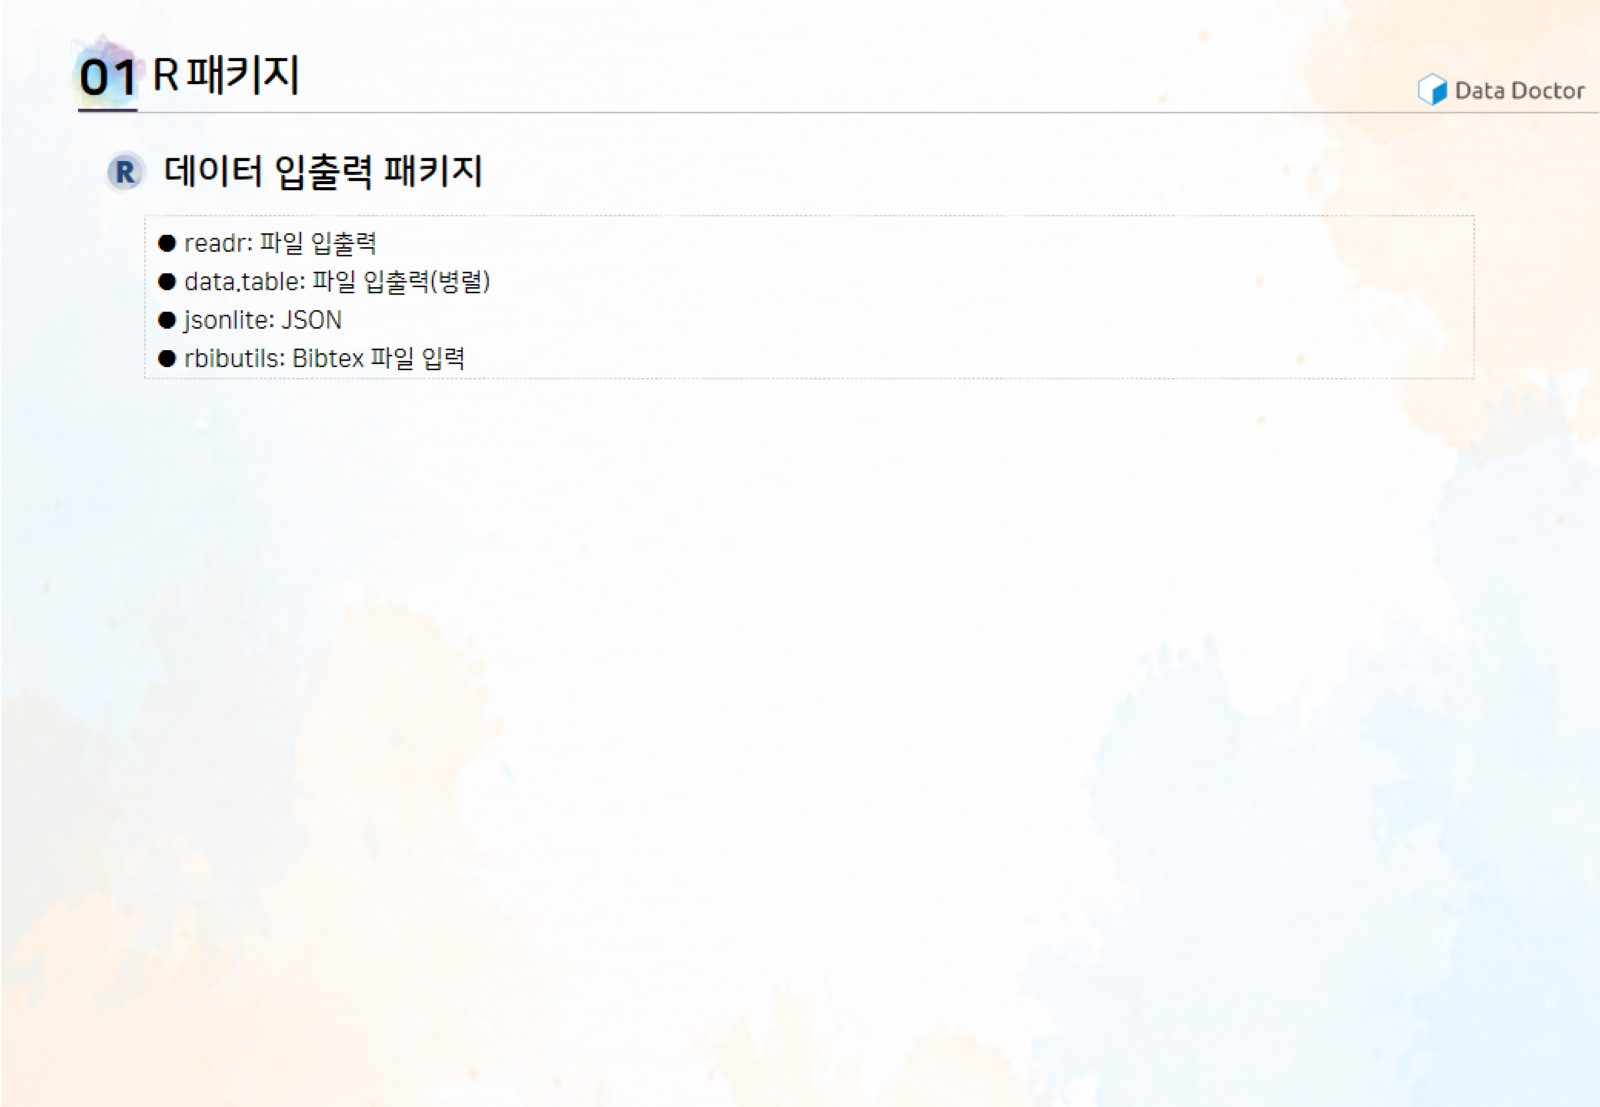 01 R 패키지
Data Doctor
R 데이터 입출력 패키지
● readr: 파일 입출력
● data.table: 파일 입출력(병렬)
● jsonlite: JSON
● rbibutils: Bibtex 파일 입력